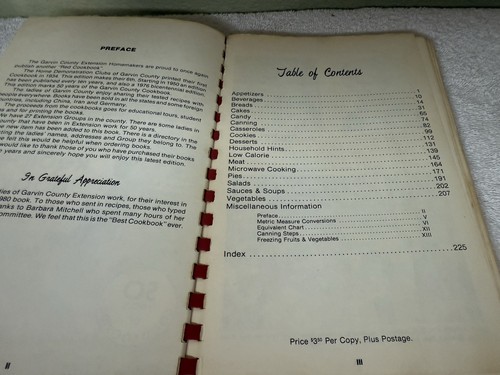 PREFACE
The Garvin County Extension Homemakers are proud to once again
publish another "Red Cookbook".
The Home Demonstration Clubs of Garvin County printed their first
Cookbook in 1934. This edition makes their 6th. Starting in 1950 an edition
has been published every ten years, and also a 1976 bicentennial edition.
This edition marks 30 years of the Garvin County Cookbook.
The ladies of Garvin County enjoy sharing their tested recipes with
everyone. Books have been sold in all the states and some foreign
countries, including China, Iran and Germany.
The proceeds from the cookbooks goes for educational tours, student
and for printing the books.
have 27 Extension Groups in the county. There are some ladies in
county that have been in Extension work for 50 years.
new item has been added to this book. There is a directory in the
ing the ladies' names, addresses and Group they belong to. The
felt this would be helpful when ordering books.
would like to thank those of you who have purchased their books
years and sincerely hope you will enjoy this latest edition.
In Grateful Appreciation
ies of Garvin County Extension work, for their interest in
980 book. To those who sent in recipes, those who typed
nks to Barbara Mitchell who spent many hours of her
ommittee. We feel that this is the "Best Cookbook" ever.
II
Table of Contents
Appetizers 1
Beverages 10
Breads 14
Cakes 31
Candy 65
Canning 74
Casseroles 82
Cookies 99
Desserts 112
Household Hints 131
Low Calorie 139
Meat 145
Microwave Cooking 164
Pies 171
Salads 191
Sauces & Soups 202
Vegetables 207
Miscellaneous Information
Preface II
Metric Measure Conversions V
Equivalent Chart VI
Canning Steps XII
Freezing Fruits & Vegetables XIII
Index 225
Price $3.50 Per Copy, Plus Postage.
III